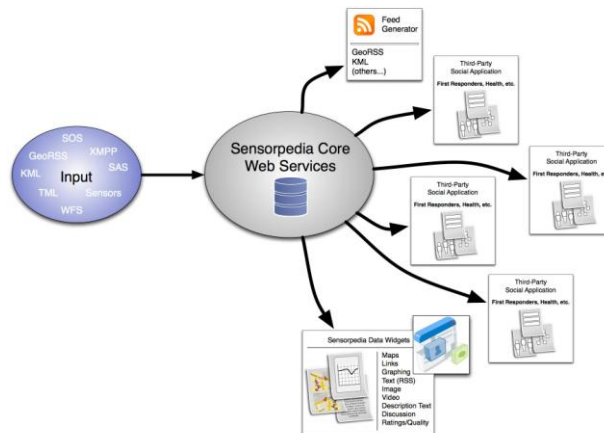 Feed
Generator
GeoRSS
KML
(others...)
Third-Party
Social Application
First Responders, Health, etc.
SOS
GeoRSS
XMPP
KML
Input
SAS
TML
Sensors
WFS
Sensorpedia Core
Web Services
Third-Party
Social Application
First Responders, Health, etc.
Third-Party
Social Application
First Responders, Health, etc.
Third-Party
Social Application
First Responders, Health, etc.
Sensorpedia Data Widgets
Maps
Links
Graphing
Text (RSS)
Image
Video
Description Text
Discussion
Ratings/Quality